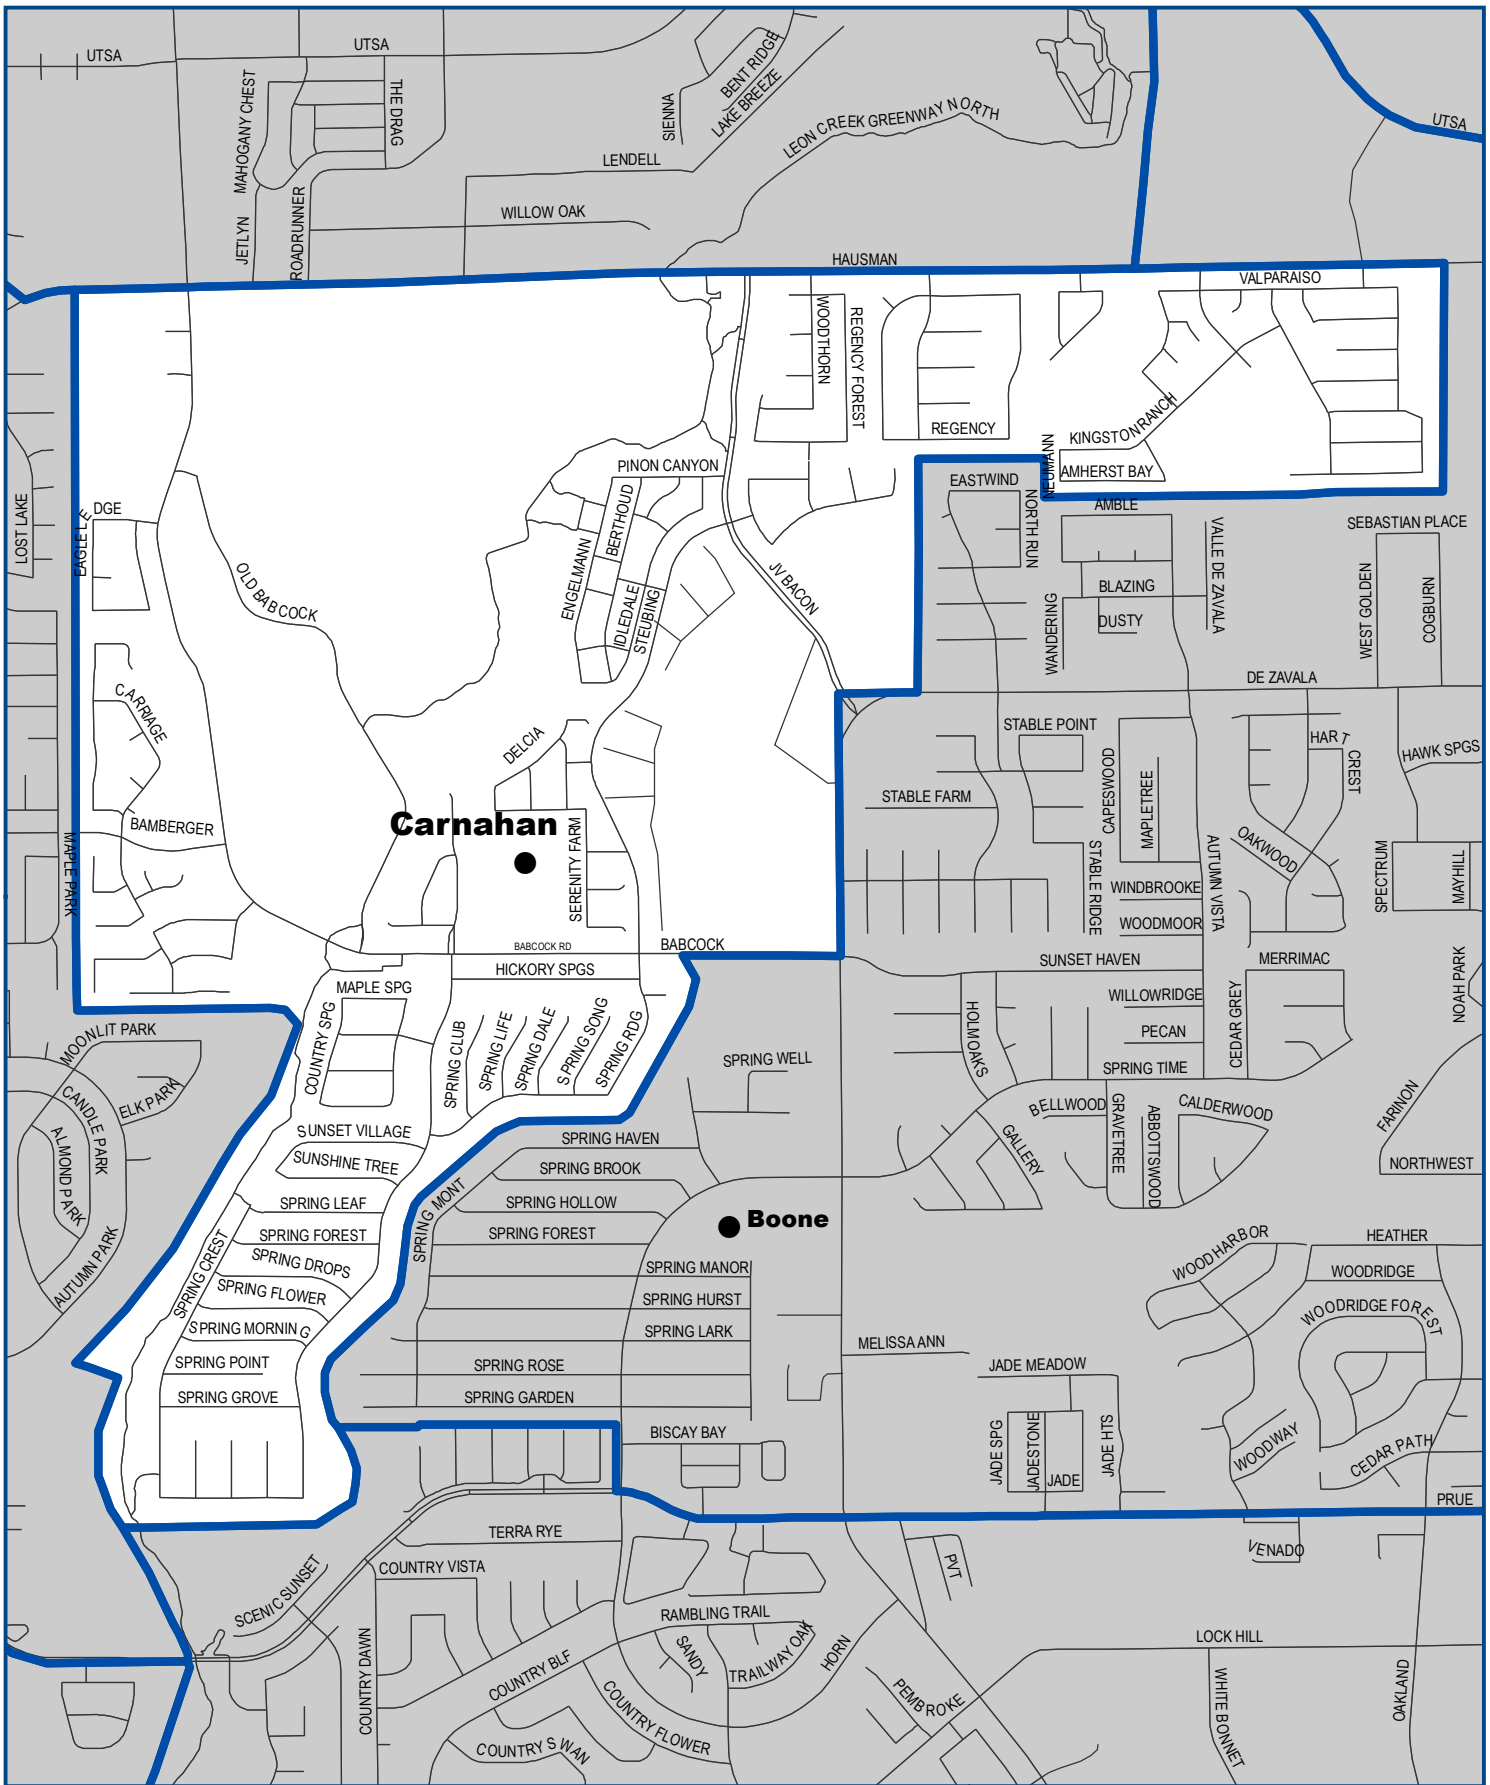 UTSA
UTSA
UTSA
MAHOGANY CHEST
THE DRAG
BENT RIDGE
LAKE BREEZE
SIENNA
LEON CREEK GREENWAY NORTH
LENDELL
WILLOW OAK
JETLYN
ROADRUNNER
HAUSMAN
VALPARAISO
WOODTHORN
REGENCY FOREST
REGENCY
KINGSTON RANCH
NEUMANN
AMHERST BAY
PINON CANYON
EASTWIND
NORTH RUN
AMBLE
SEBASTIAN PLACE
LOST LAKE
EAGLE LEDGE
BERTHOUD
ENGELMANN
OLD BABCOCK
IDLEDALE
STEUBING
JV BACON
VALLE DE ZAVALA
BLAZING
DUSTY
WANDERING
WEST GOLDEN
COGBURN
DE ZAVALA
CARRIAGE
DELCIA
STABLE POINT
HART
CREST
HAWK SPGS
STABLE FARM
CAPESWOOD
MAPLETREE
BAMBERGER
Carnahan
SERENITY FARM
MAPLE PARK
OAKWOOD
STABLE RIDGE
AUTUMN VISTA
WINDBROOKE
WOODMOOR
SPECTRUM
MAYHILL
BABCOCK RD
BABCOCK
HICKORY SPGS
SUNSET HAVEN
MERRIMAC
MAPLE SPG
COUNTRY SPG
SPRING CLUB
SPRING LIFE
SPRING DALE
SPRING SONG
SPRING RDG
HOLM OAKS
WILLOWRIDGE
PECAN
CEDAR GREY
NOAH PARK
SPRING WELL
SPRING TIME
MOONLIT PARK
CANDLE PARK
ELK PARK
ALMOND PARK
AUTUMN PARK
BELLWOOD
GRAVETREE
ABBOTSWOOD
CALDERWOOD
GALLERY
FARINON
NORTHWEST
SUNSET VILLAGE
SUNSHINE TREE
SPRING HAVEN
SPRING BROOK
SPRING LEAF
SPRING MONT
SPRING HOLLOW
SPRING FOREST
SPRING FOREST
Boone
SPRING CREST
SPRING DROPS
SPRING FLOWER
SPRING MANOR
SPRING HURST
SPRING MORNING
SPRING LARK
SPRING POINT
SPRING ROSE
SPRING GROVE
SPRING GARDEN
WOOD HARBOR
HEATHER
WOODRIDGE
WOODRIDGE FOREST
MELISSA ANN
JADE MEADOW
BISCAY BAY
JADE SPG
JADESTONE
JADE
JADE HTS
WOODWAY
CEDAR PATH
PRUE
TERRA RYE
COUNTRY VISTA
SCENIC SUNSET
VENADO
PVT
RAMBLING TRAIL
LOCK HILL
COUNTRY DAWN
COUNTRY BLF
SANDY
TRAILWAY OAK
HORN
COUNTRY FLOWER
COUNTRY SWAN
PEMBROKE
WHITE BONNET
OAKLAND